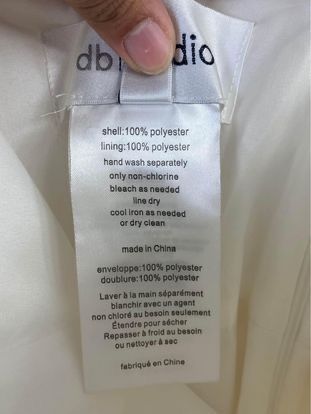 db dio
shell:100% polyester
lining:100% polyester
hand wash separately
only non-chlorine
bleach as needed
line dry
cool iron as needed
or dry clean
made in China
enveloppe:100% polyester
doublure:100% polyester
Laver à la main séparément
blanchir avec un agent
non chloré au besoin seulement
Étendre pour sécher
Repasser à froid au besoin
ou nettoyer à sec
fabriqué en Chine